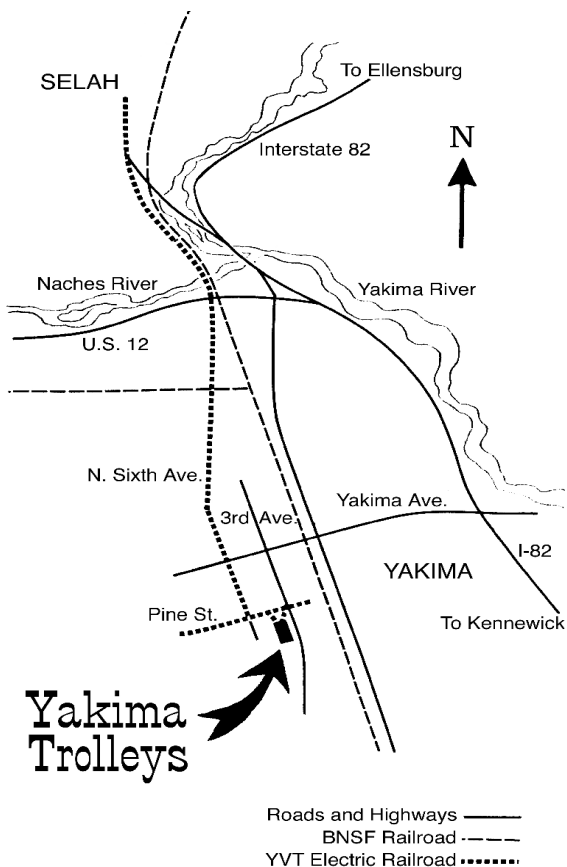 SELAH
To Ellensburg
Interstate 82
N
Naches River
Yakima River
U.S. 12
N. Sixth Ave.
3rd Ave.
Yakima Ave.
I-82
YAKIMA
Pine St.
To Kennewick
Yakima
Trolleys
Roads and Highways
BNSF Railroad
YVT Electric Railroad